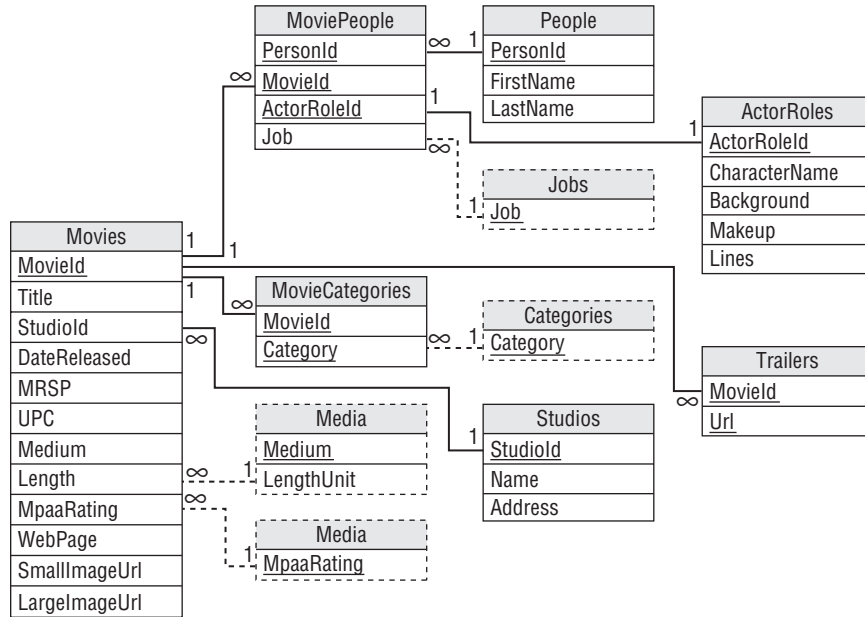 MoviePeople
PersonId
MovieId
ActorRoleId
Job
∞ 1
People
PersonId
FirstName
LastName
∞
1
1
ActorRoles
ActorRoleId
CharacterName
Background
Makeup
Lines
∞
1
Jobs
Job
Movies
MovieId
Title
StudioId
DateReleased
MRSP
UPC
Medium
Length
MpaaRating
WebPage
SmallImageUrl
LargeImageUrl
1
1
1
∞
MovieCategories
MovieId
Category
∞ 1
Categories
Category
Trailers
MovieId
Url
∞
∞
1
Studios
StudioId
Name
Address
Media
Medium
LengthUnit
∞ 1
∞
1
Media
MpaaRating